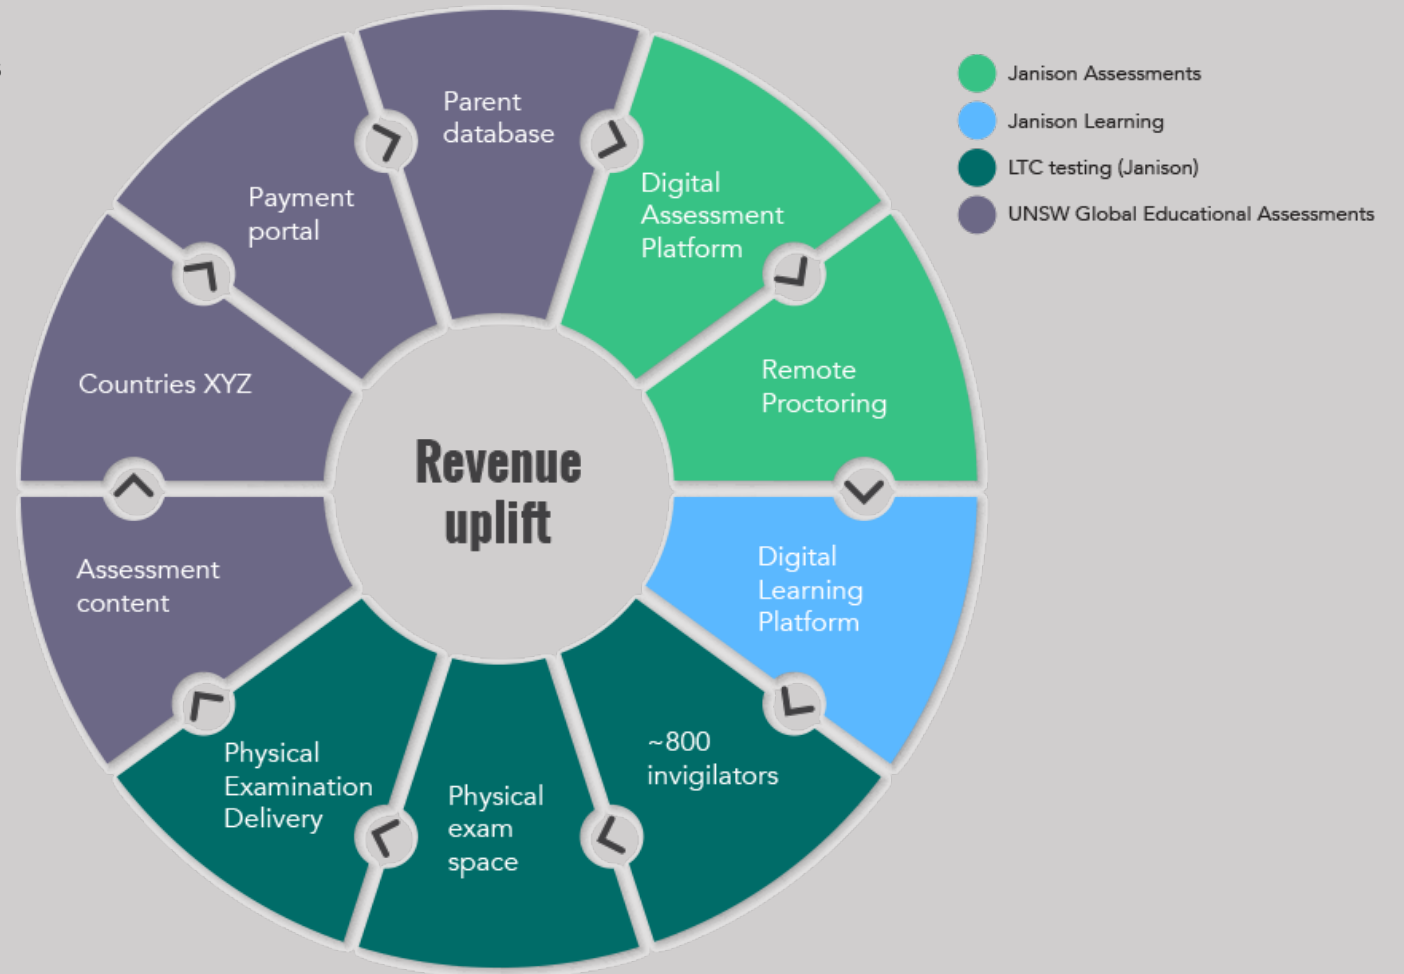 Parent
database
Digital
Assessment
Platform
Remote
Proctoring
Digital
Learning
Platform
~800
invigilators
Physical
exam
space
Physical
Examination
Delivery
Assessment
content
Countries XYZ
Payment
portal
Revenue
uplift
Janison Assessments
Janison Learning
LTC testing (Janison)
UNSW Global Educational Assessments